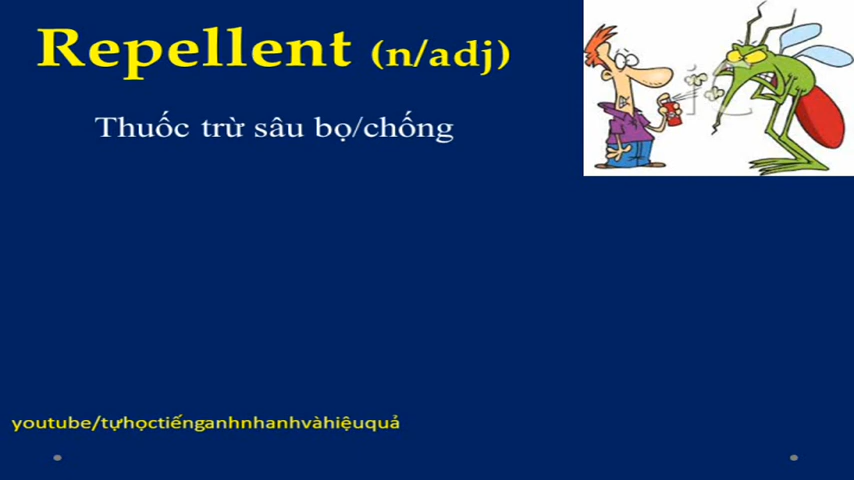 Repellent (n/adj)
Thuốc trừ sâu bọ/chống
youtube/tựhọctiếnganhnhanhvàhiệuquả